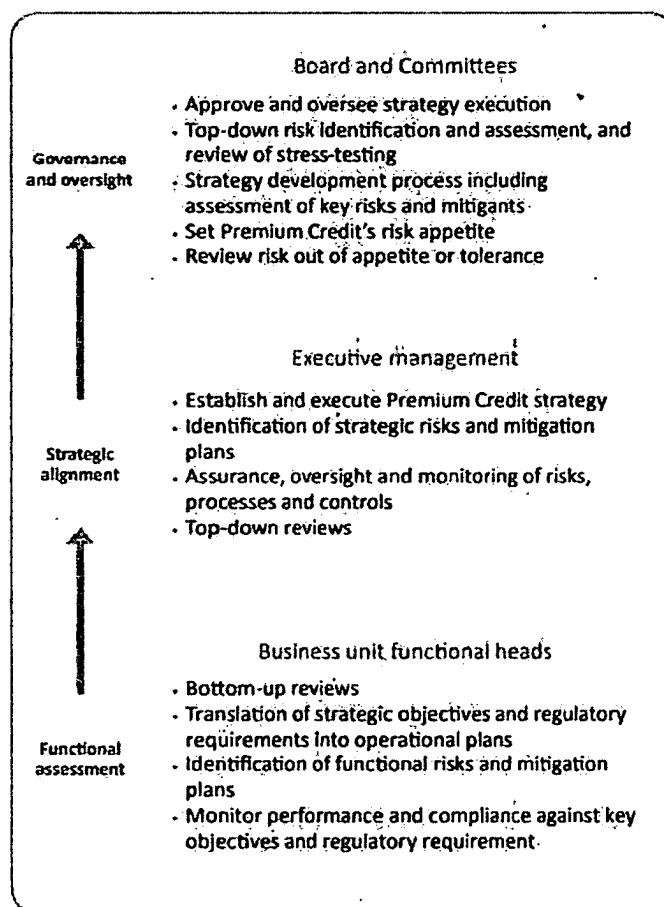 Board and Committees
• Approve and oversee strategy execution
• Top-down risk identification and assessment, and
review of stress-testing
Governance
and oversight
• Strategy development process including
assessment of key risks and mitigants
• Set Premium Credit's risk appetite
• Review risk out of appetite or tolerance
Executive management
• Establish and execute Premium Credit strategy
• Identification of strategic risks and mitigation
plans
Strategic
alignment
• Assurance, oversight and monitoring of risks,
processes and controls
• Top-down reviews
Business unit functional heads
• Bottom-up reviews
• Translation of strategic objectives and regulatory
requirements into operational plans
Functional
assessment
• Identification of functional risks and mitigation
plans
• Monitor performance and compliance against key
objectives and regulatory requirement